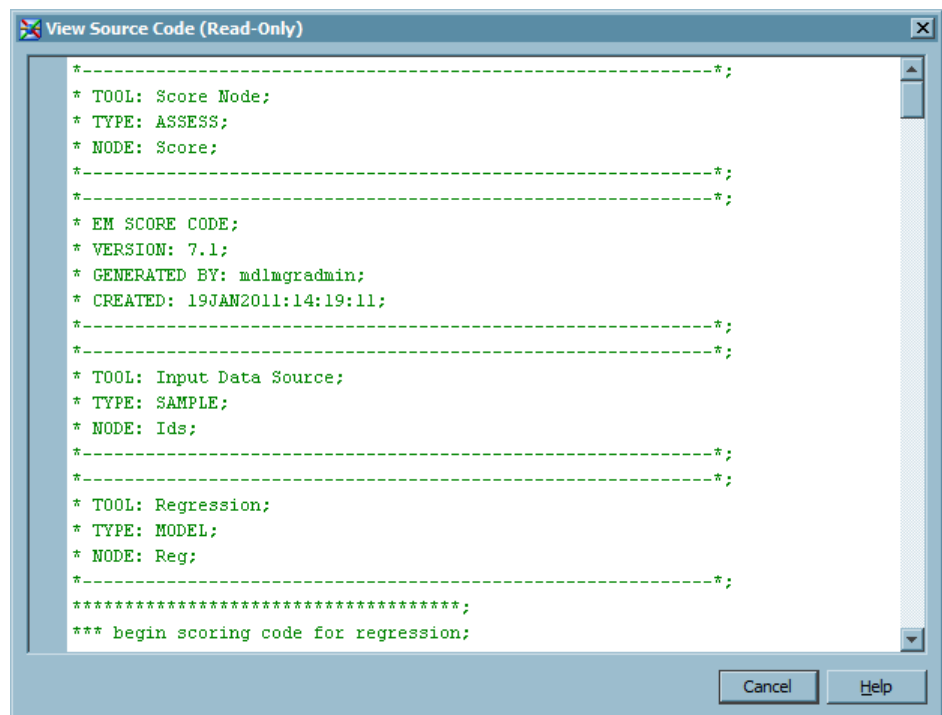 View Source Code (Read-Only)
*------------------------------------------------------------*;
* TOOL: Score Node;
* TYPE: ASSESS;
* NODE: Score;
*------------------------------------------------------------*;
*------------------------------------------------------------*;
* EM SCORE CODE;
* VERSION: 7.1;
* GENERATED BY: mdlmgradmin;
* CREATED: 19JAN2011:14:19:11;
*------------------------------------------------------------*;
*------------------------------------------------------------*;
* TOOL: Input Data Source;
* TYPE: SAMPLE;
* NODE: Ids;
*------------------------------------------------------------*;
*------------------------------------------------------------*;
* TOOL: Regression;
* TYPE: MODEL;
* NODE: Reg;
*------------------------------------------------------------*;
*************************************;
*** begin scoring code for regression;
Cancel Help